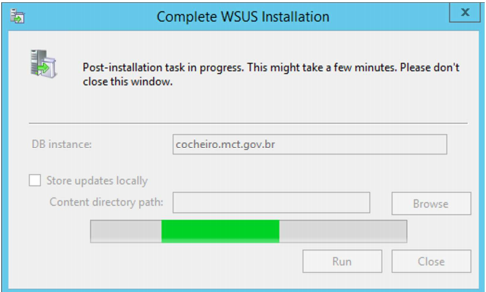 Complete WSUS Installation
x
Post-installation task in progress. This might take a few minutes. Please don't
close this window.
DB instance: cocheiro.mct.gov.br
Store updates locally
Content directory path: Browse
Run Close